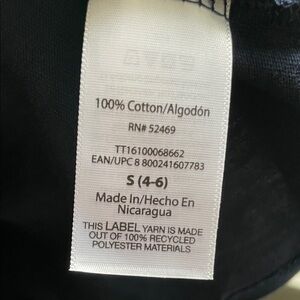 100% Cotton/Algodón
RN# 52469
TT16100068662
EAN/UPC 8 800241607783
S (4-6)
Made In/Hecho En
Nicaragua
THIS LABEL YARN IS MADE
OUT OF 100% RECYCLED
POLYESTER MATERIALS